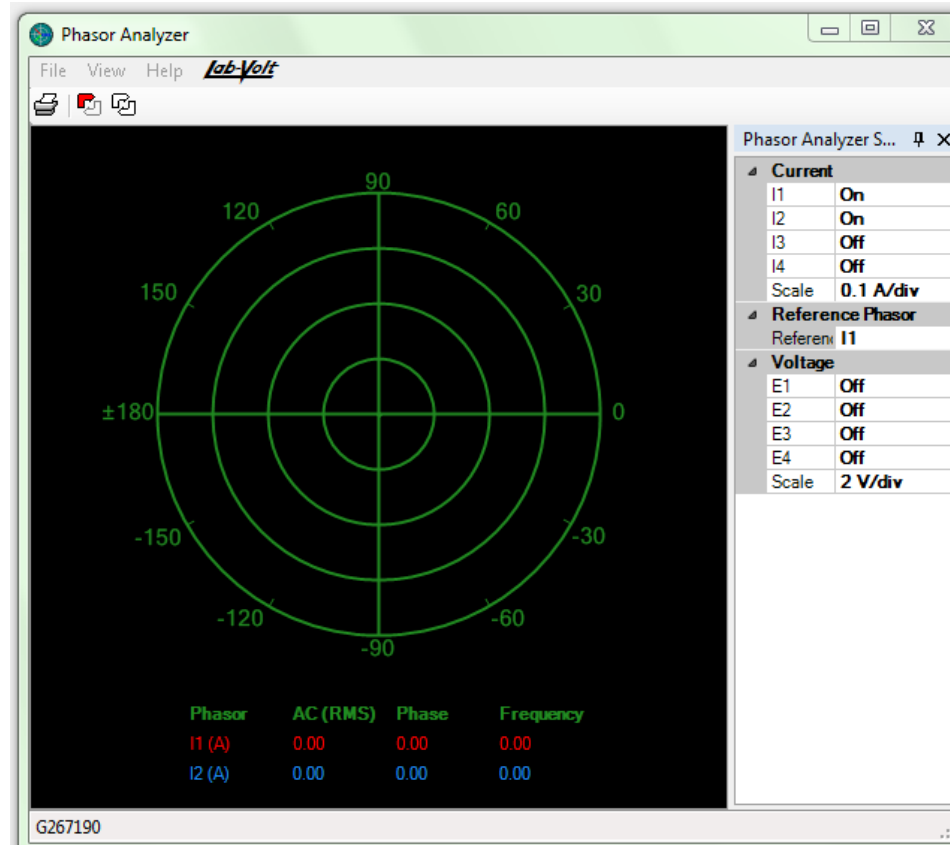 Phasor Analyzer
File View Help Lab-Volt
90
120 60
150 30
±180 0
-150 -30
-120 -60
-90
Phasor AC (RMS) Phase Frequency
I1 (A) 0.00 0.00 0.00
I2 (A) 0.00 0.00 0.00
Phasor Analyzer S...
Current
I1 On
I2 On
I3 Off
I4 Off
Scale 0.1 A/div
Reference Phasor
Referen I1
Voltage
E1 Off
E2 Off
E3 Off
E4 Off
Scale 2 V/div
G267190